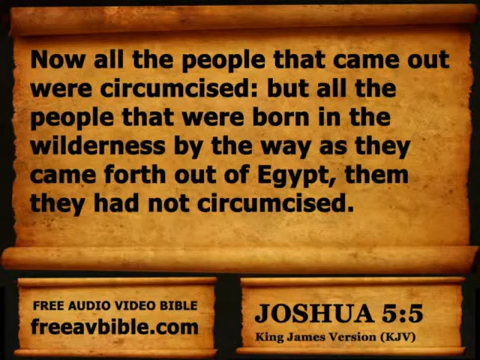 Now all the people that came out
were circumcised: but all the
people that were born in the
wilderness by the way as they
came forth out of Egypt, them
they had not circumcised.
FREE AUDIO VIDEO BIBLE
freeavbible.com
JOSHUA 5:5
King James Version (KJV)